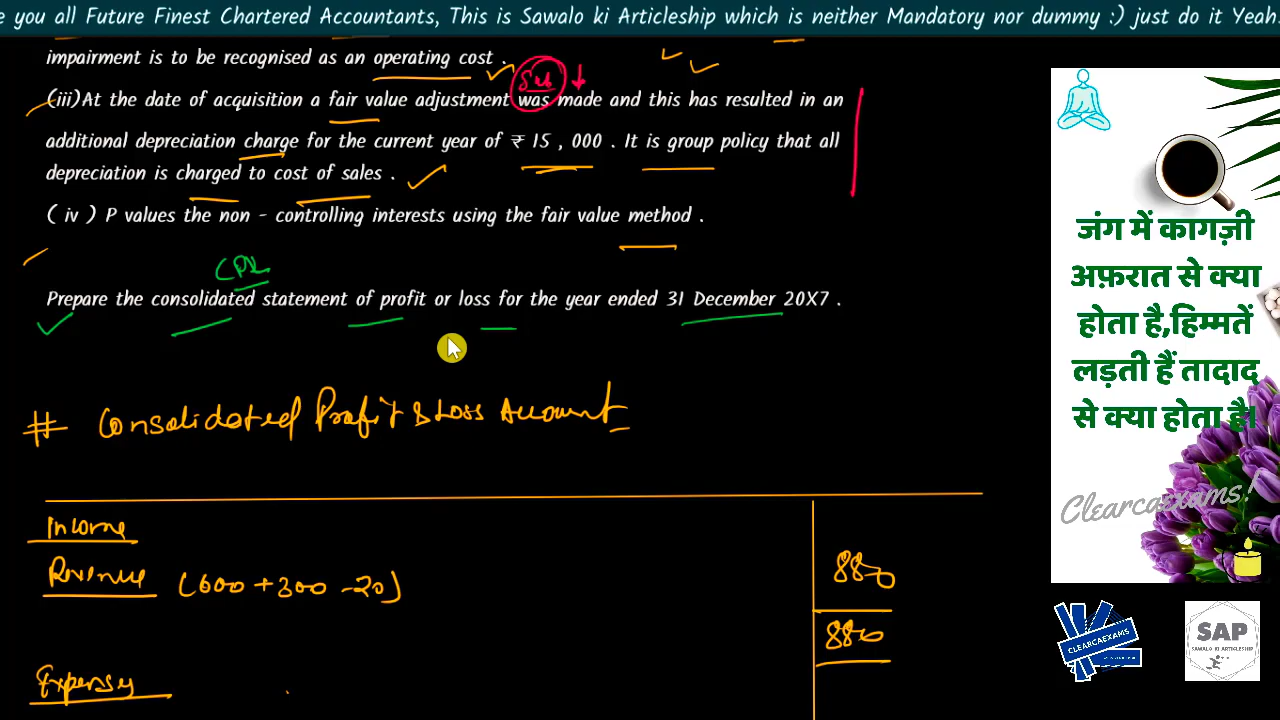 e you all Future Finest Chartered Accountants, This is Sawalo ki Articleship which is neither Mandatory nor dummy :) just do it Yeah
impairment is to be recognised as an operating cost .
Sub ↓
(iii)At the date of acquisition a fair value adjustment was made and this has resulted in an
additional depreciation charge for the current year of ₹ 15 , 000 . It is group policy that all
depreciation is charged to cost of sales .
( iv ) P values the non - controlling interests using the fair value method .
CP&L
Prepare the consolidated statement of profit or loss for the year ended 31 December 20X7 .
# Consolidated Profit & Loss Account
Income
Revenue (600 + 300 - 20) 880
880
Expenses
जंग में कागज़ी
अफ़रात से क्या
होता है,हिम्मतें
लड़ती हैं तादाद
से क्या होता है।
Clearcaexams!
CLEARCAEXAMS
SAP
SAWALO KI ARTICLESHIP